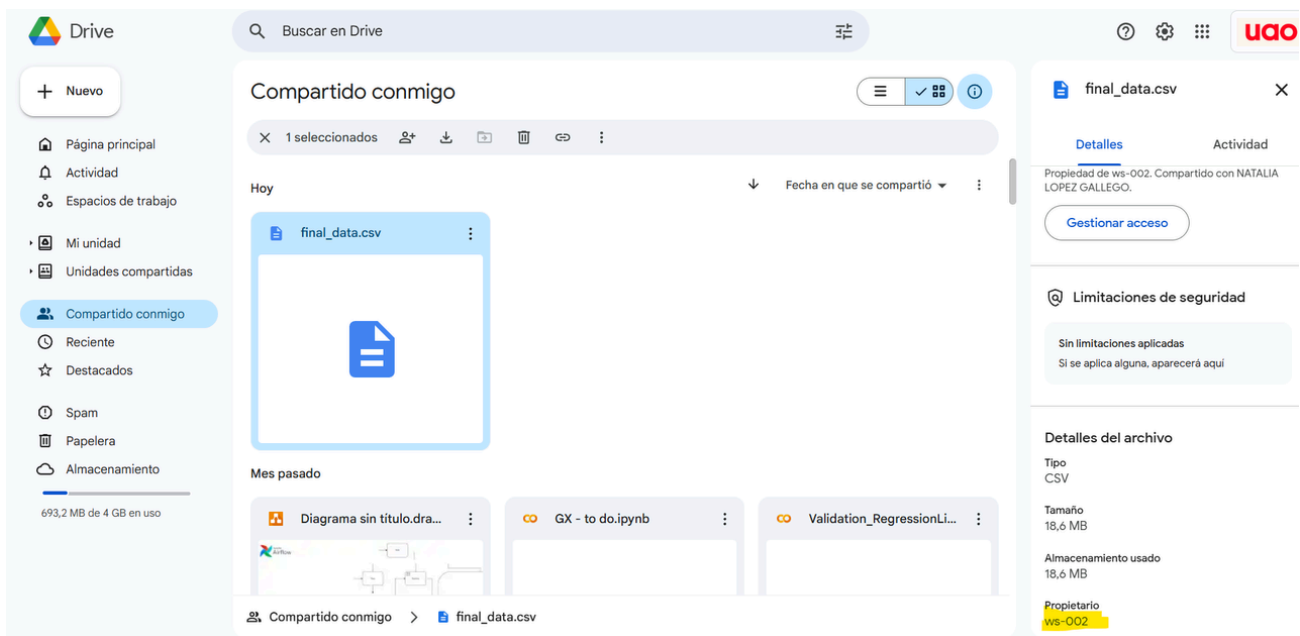 Drive
Buscar en Drive
uao
Nuevo
Página principal
Actividad
Espacios de trabajo
Mi unidad
Unidades compartidas
Compartido conmigo
Reciente
Destacados
Spam
Papelera
Almacenamiento
693,2 MB de 4 GB en uso
Compartido conmigo
1 seleccionados
Hoy
Fecha en que se compartió
final_data.csv
Mes pasado
Diagrama sin título.dra...
GX - to do.ipynb
Validation_RegressionLi...
Airflow
Compartido conmigo > final_data.csv
final_data.csv
Detalles
Actividad
Propiedad de ws-002. Compartido con NATALIA
LOPEZ GALLEGO.
Gestionar acceso
Limitaciones de seguridad
Sin limitaciones aplicadas
Si se aplica alguna, aparecerá aquí
Detalles del archivo
Tipo
CSV
Tamaño
18,6 MB
Almacenamiento usado
18,6 MB
Propietario
ws-002